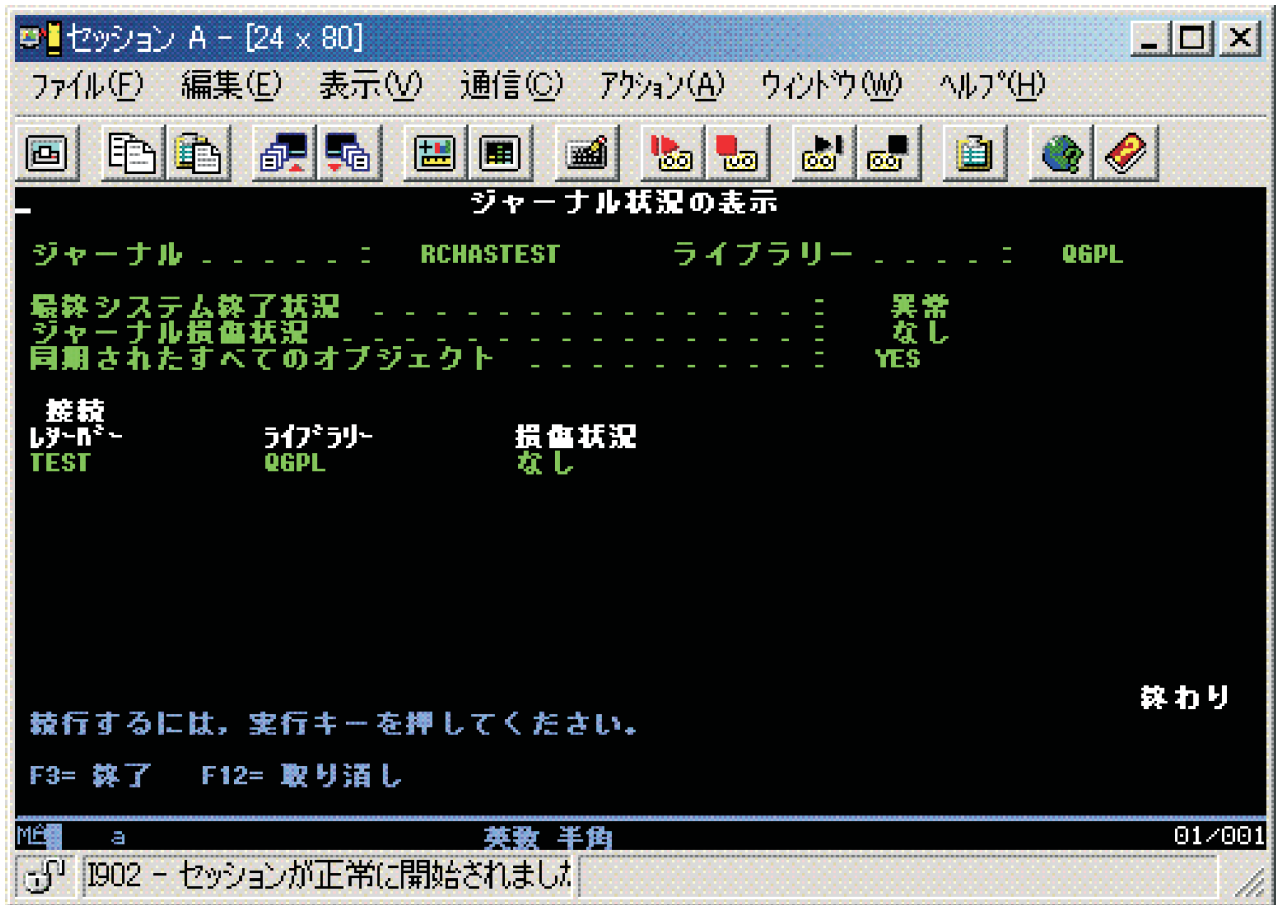 セッション A - [24 x 80]
ファイル(F) 編集(E) 表示(V) 通信(C) アクション(A) ウィンドウ(W) ヘルプ(H)
ジャーナル状況の表示
ジャーナル . . . . . : RCHASTEST ライブラリー . . . . : QGPL
最終システム終了状況 . . . . . . . . . . . . . . . : 異常
ジャーナル損傷状況 . . . . . . . . . . . . . . . . : なし
同期されたすべてのオブジェクト . . . . . . . . . . : YES
接続
レシーバー ライブラリー 損傷状況
TEST QGPL なし
終わり
続行するには，実行キーを押してください。
F3= 終了 F12= 取り消し
a 英数 半角 01/001
I902 - セッションが正常に開始されました